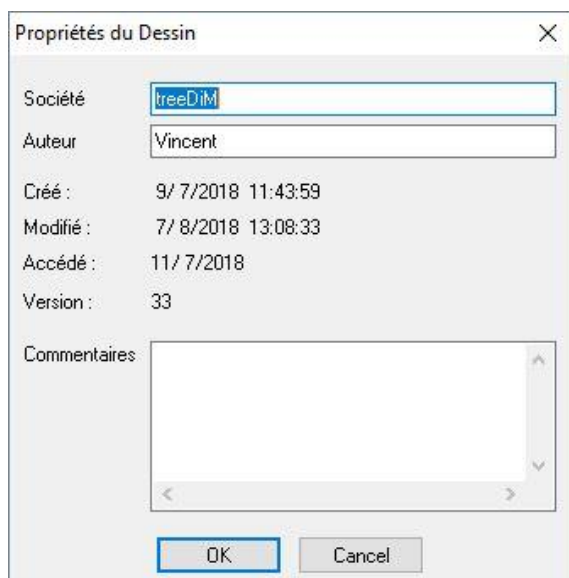 Propriétés du Dessin
Société treeDiM
Auteur Vincent
Créé : 9/ 7/2018 11:43:59
Modifié : 7/ 8/2018 13:08:33
Accédé : 11/ 7/2018
Version : 33
Commentaires
OK Cancel